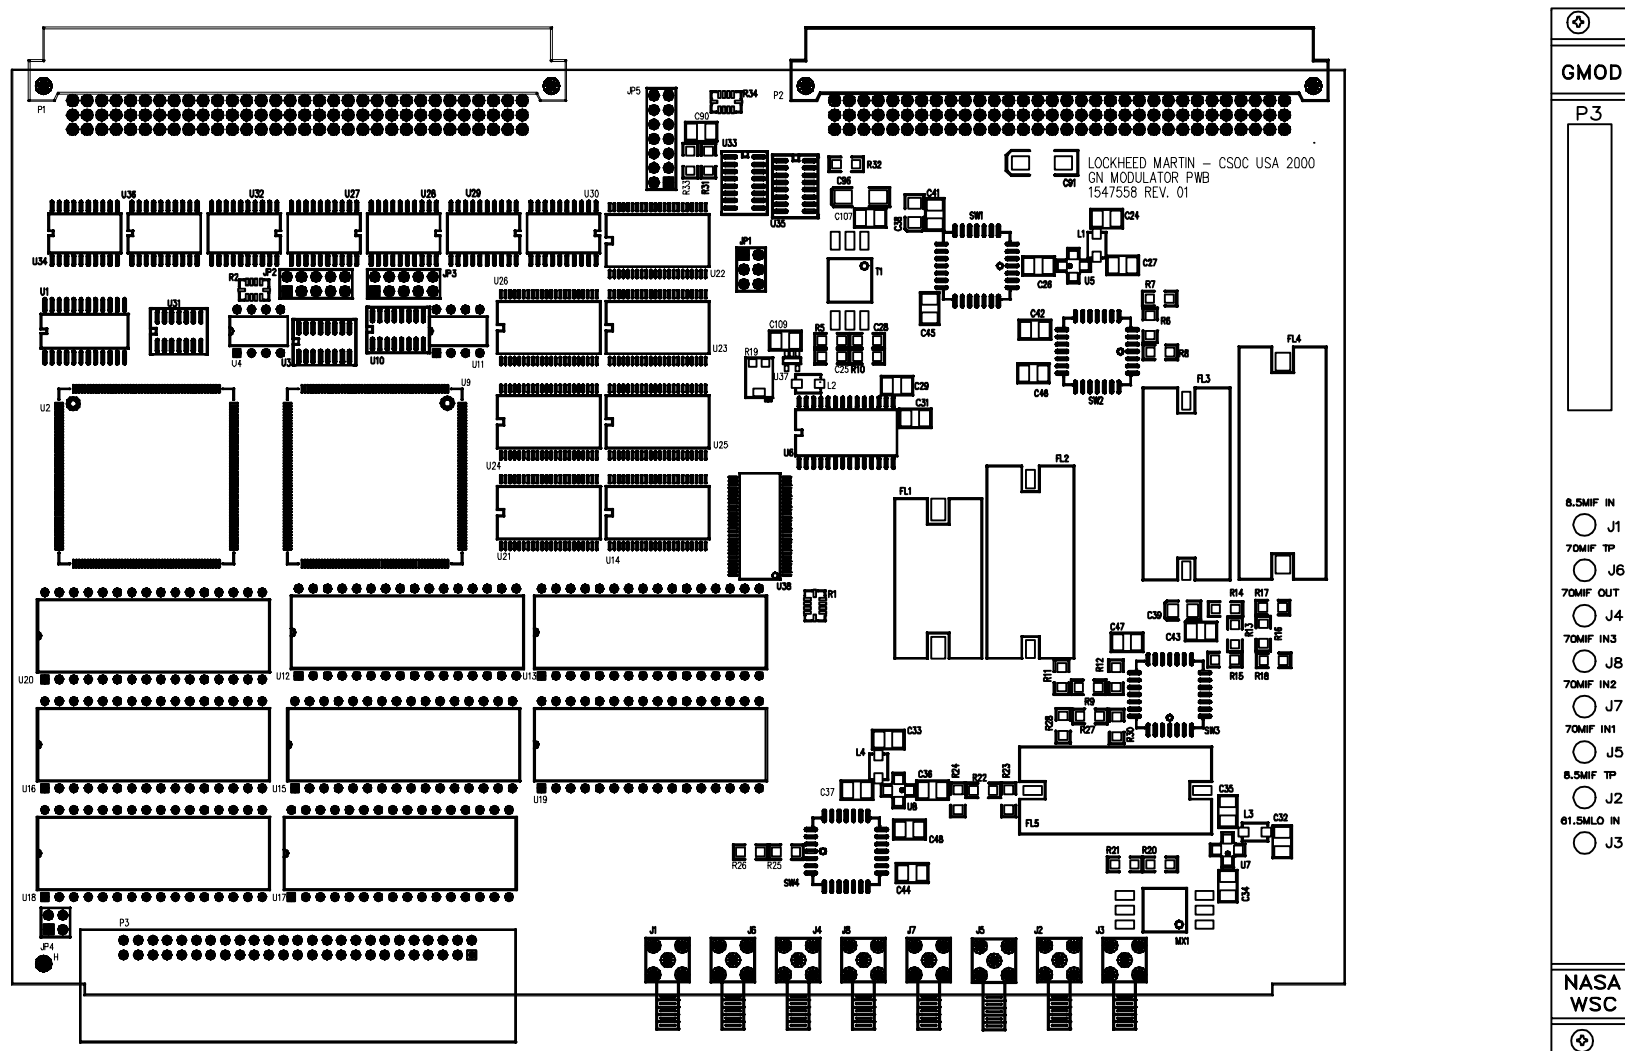 P1
P2
JP5
R34
C90
U33
R33
R31
U35
R32
C96
C107
C38
C41
C91
LOCKHEED MARTIN – CSOC USA 2000
GN MODULATOR PWB
1547558 REV. 01
U36
U32
U27
U28
U29
U30
U34
U22
JP1
T1
SW1
L1
C24
C26
U5
C27
R2
JP2
JP3
U26
U1
U31
U4
U10
U11
U23
C109
R5
C28
C25
R10
C45
C42
R7
R6
R8
FL4
R19
U37
L2
C29
C31
C46
SW2
FL3
U2
U9
U24
U25
U6
FL1
FL2
U21
U14
U38
R1
U20
U12
U13
C39
R14
R17
C43
R13
R16
C47
R15
R18
R11
R12
R9
R28
R27
R30
SW3
U16
U15
U19
L4
C33
C37
C36
U8
R24
R22
R23
FL5
C35
L3
C32
U7
C34
R26
R25
SW4
C48
C44
R21
R20
MX1
U18
U17
JP4
H
P3
J1
J6
J4
J8
J7
J5
J2
J3
GMOD
P3
8.5MIF IN
J1
70MIF TP
J6
70MIF OUT
J4
70MIF IN3
J8
70MIF IN2
J7
70MIF IN1
J5
8.5MIF TP
J2
61.5MLO IN
J3
NASA
WSC